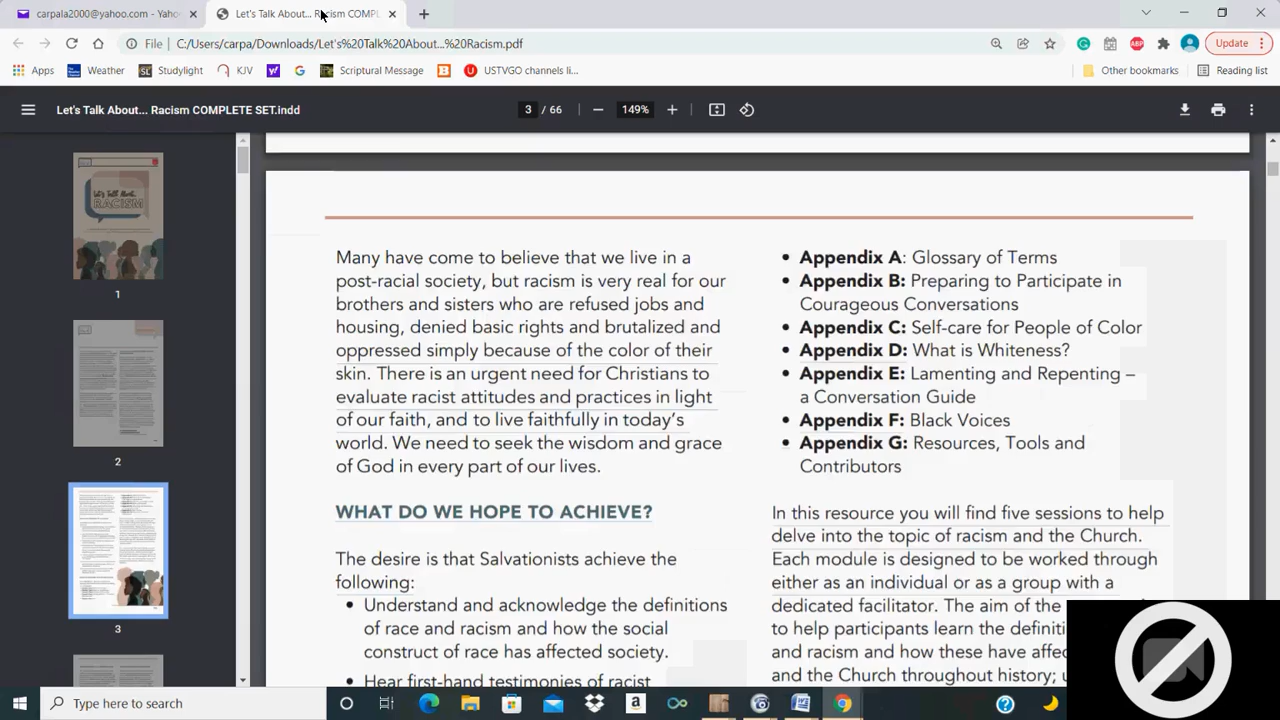 carpala2000@yahoo.com - Yahoo
Let's Talk About... Racism COMPL
File
C:/Users/carpa/Downloads/Let's%20Talk%20About...%20Racism.pdf
Update
Apps
Weather
Studylight
KJV
Scriptural Message
USTVGO channels li...
Other bookmarks
Reading list
Let's Talk About... Racism COMPLETE SET.indd
3 / 66
149%
Let's Talk About...
RACISM
1
2
3
Many have come to believe that we live in a
post-racial society, but racism is very real for our
brothers and sisters who are refused jobs and
housing, denied basic rights and brutalized and
oppressed simply because of the color of their
skin. There is an urgent need for Christians to
evaluate racist attitudes and practices in light
of our faith, and to live faithfully in today's
world. We need to seek the wisdom and grace
of God in every part of our lives.
WHAT DO WE HOPE TO ACHIEVE?
The desire is that Salvationists achieve the
following:
• Understand and acknowledge the definitions
of race and racism and how the social
construct of race has affected society.
• Hear first-hand testimonies of racist
• Appendix A: Glossary of Terms
• Appendix B: Preparing to Participate in
Courageous Conversations
• Appendix C: Self-care for People of Color
• Appendix D: What is Whiteness?
• Appendix E: Lamenting and Repenting –
a Conversation Guide
• Appendix F: Black Voices
• Appendix G: Resources, Tools and
Contributors
In this resource you will find five sessions to help
delve into the topic of racism and the Church.
Each module is designed to be worked through
either as an individual or as a group with a
dedicated facilitator. The aim of the
to help participants learn the definiti
and racism and how these have affec
and the Church throughout history; u
Type here to search